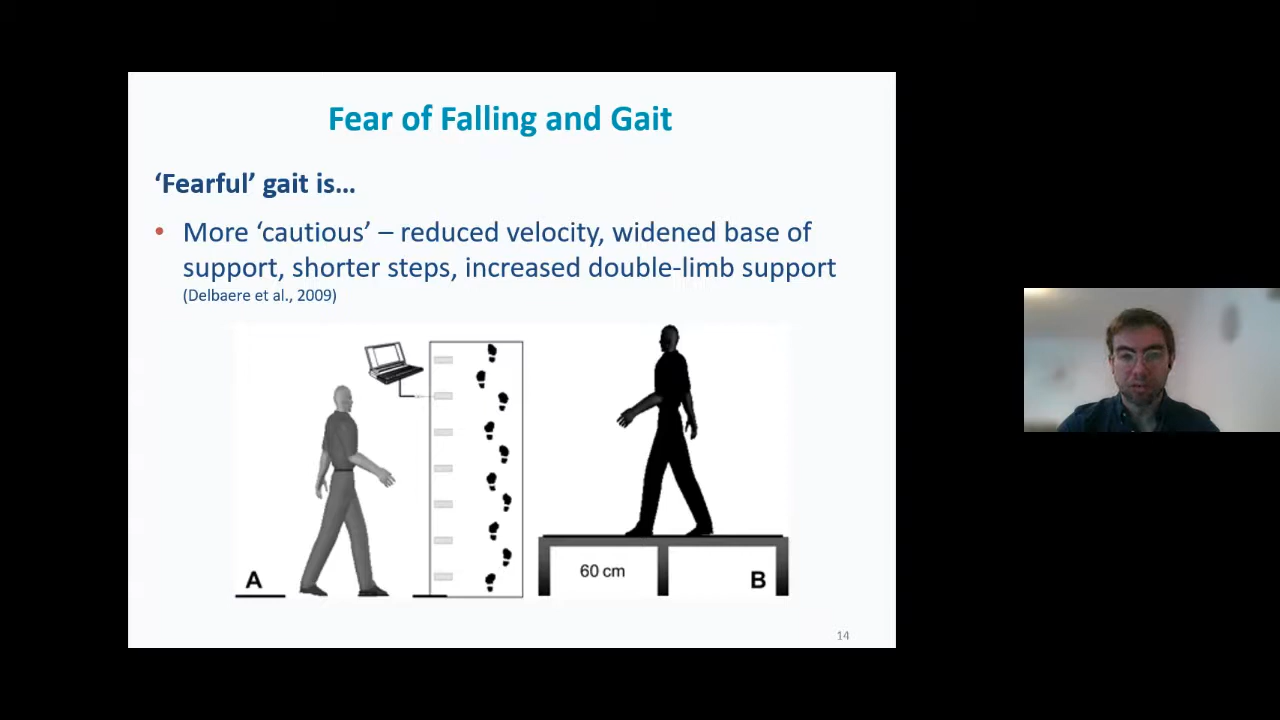 Fear of Falling and Gait
‘Fearful’ gait is…
• More ‘cautious’ – reduced velocity, widened base of
support, shorter steps, increased double-limb support
(Delbaere et al., 2009)
A
60 cm
B
14